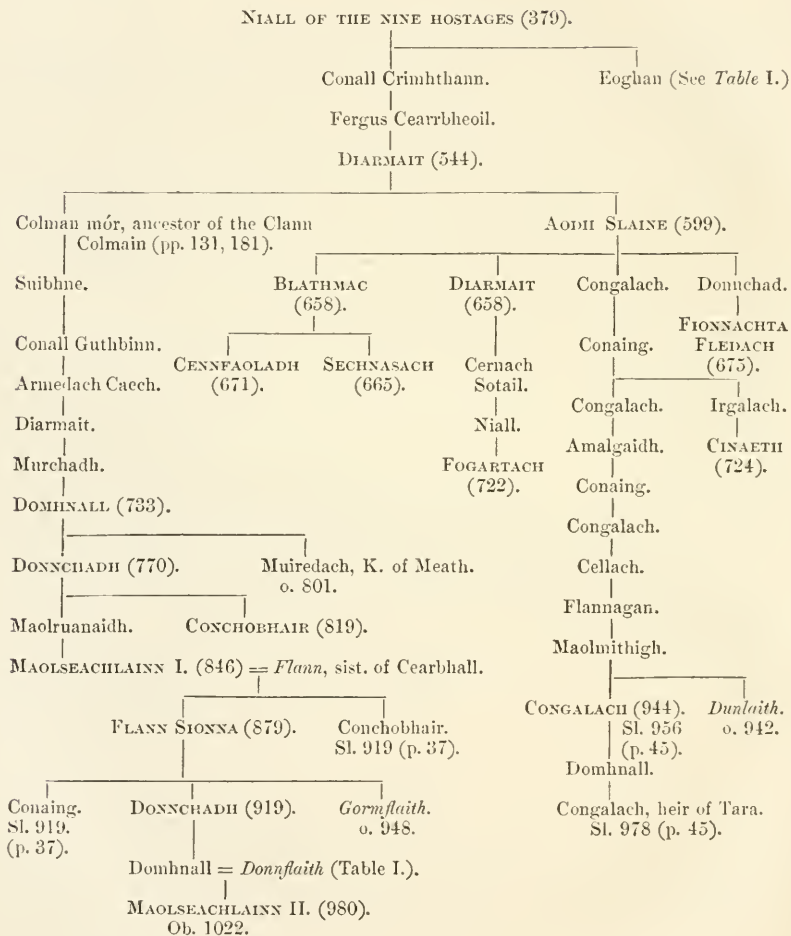 NIALL OF THE NINE HOSTAGES (379).
Conall Crimhthann.
Eoghan (See Table I.)
Fergus Cearrbheoil.
DIARMAIT (544).
Colman mór, ancestor of the Clann
Colmain (pp. 131, 181).
AODH SLAINE (599).
Suibhne.
BLATHMAC
(658).
DIARMAIT
(658).
Congalach.
Donnchad.
Conall Guthbinn.
CENNFAOLADH
(671).
SECHNASACH
(665).
Cernach
Sotail.
Conaing.
FIONNACHTA
FLEDACH
(675).
Armedach Caech.
Congalach.
Irgalach.
Diarmait.
Niall.
Amalgaidh.
CINAETH
(724).
Murchadh.
FOGARTACH
(722).
Conaing.
DOMHNALL (733).
Congalach.
DONNCHADH (770).
Muiredach, K. of Meath.
o. 801.
Cellach.
Flannagan.
Maolruanaidh.
CONCHOBHAIR (819).
Maolmithigh.
MAOLSEACHLAINN I. (846) = Flann, sist. of Cearbhall.
FLANN SIONNA (879).
Conchobhair.
Sl. 919 (p. 37).
CONGALACH (944).
Sl. 956
(p. 45).
Dunlaith.
o. 942.
Domhnall.
Conaing.
Sl. 919.
(p. 37).
DONNCHADH (919).
Gormflaith.
o. 948.
Congalach, heir of Tara.
Sl. 978 (p. 45).
Domhnall = Donnflaith (Table I.).
MAOLSEACHLAINN II. (980).
Ob. 1022.